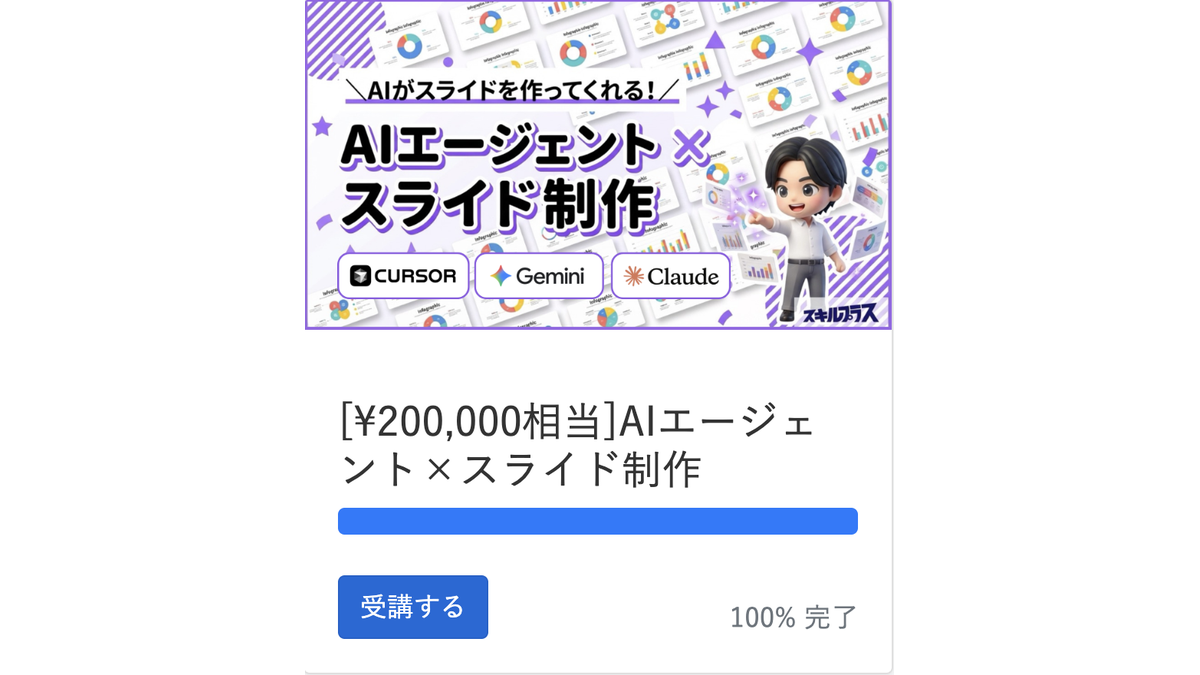 ＼AIがスライドを作ってくれる！／
AIエージェント×
スライド制作
CURSOR
Gemini
Claude
スキルプラス
[¥200,000相当]AIエージェ
ント×スライド制作
受講する
100% 完了